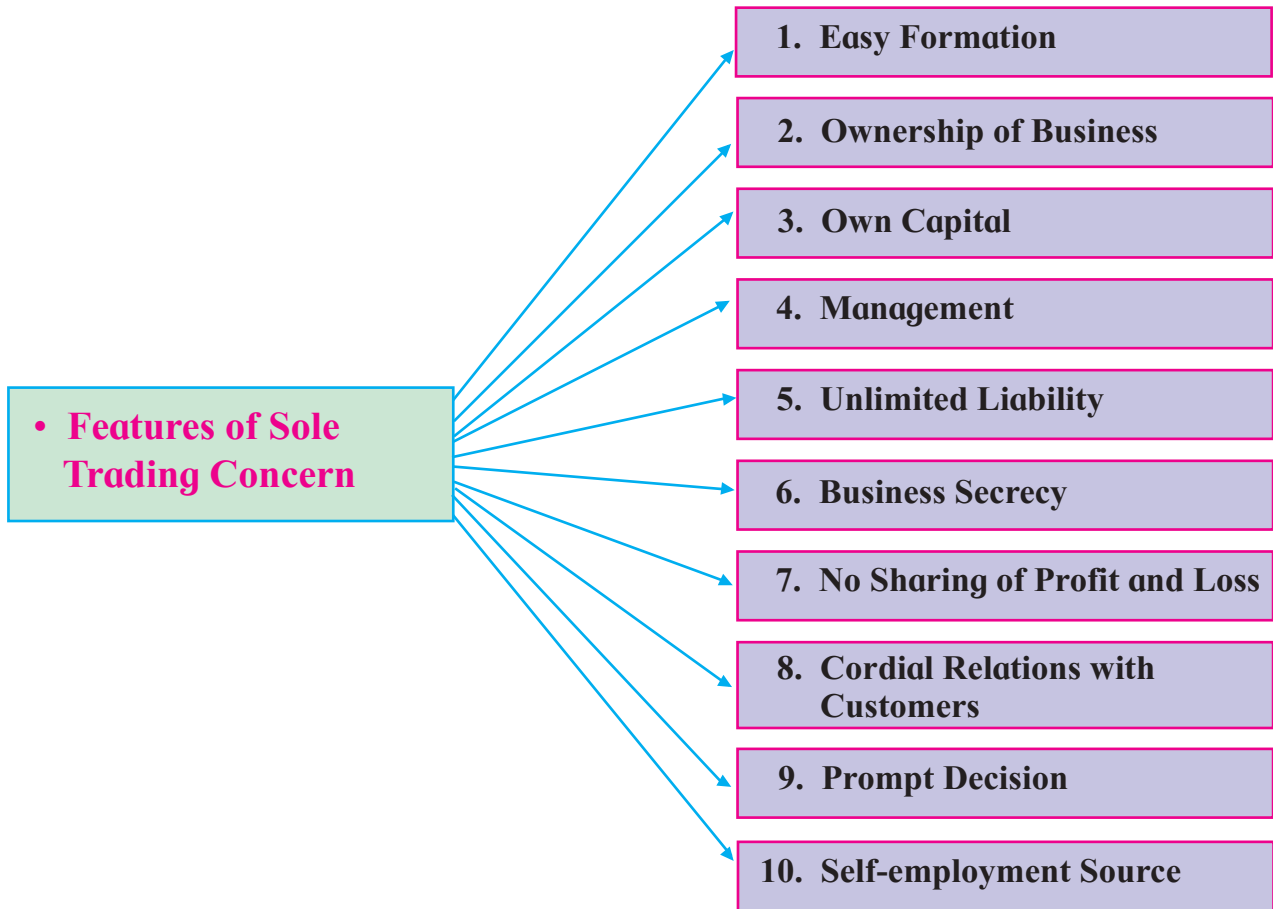 • Features of Sole
Trading Concern
1. Easy Formation
2. Ownership of Business
3. Own Capital
4. Management
5. Unlimited Liability
6. Business Secrecy
7. No Sharing of Profit and Loss
8. Cordial Relations with
Customers
9. Prompt Decision
10. Self-employment Source